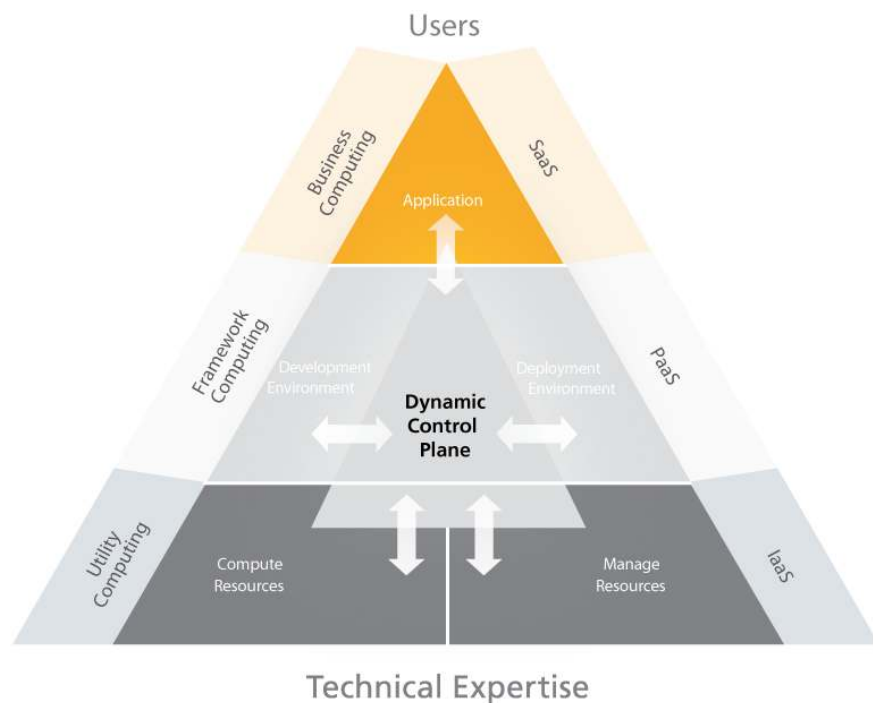 Users
Business
Computing
SaaS
Application
Framework
Computing
PaaS
Development
Environment
Deployment
Environment
Dynamic
Control
Plane
Utility
Computing
IaaS
Compute
Resources
Manage
Resources
Technical Expertise